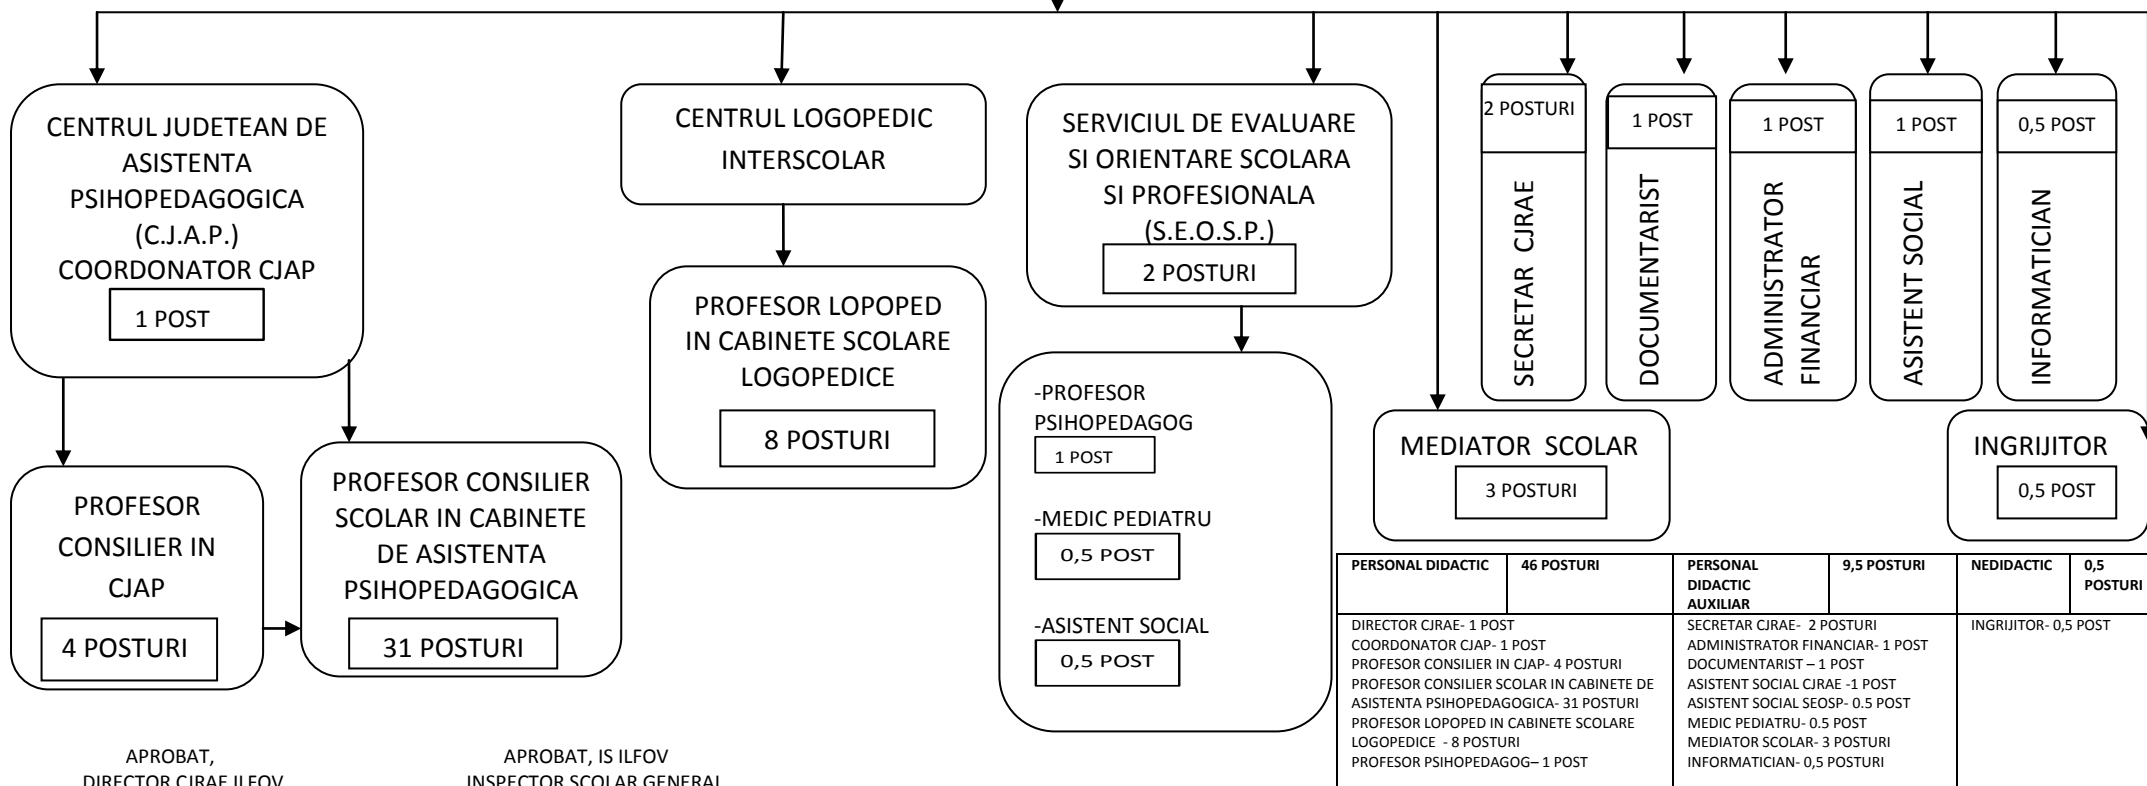 CENTRUL JUDETEAN DE
ASISTENTA
PSIHOPEDAGOGICA
(C.J.A.P.)
COORDONATOR CJAP
1 POST
PROFESOR
CONSILIER IN
CJAP
4 POSTURI
PROFESOR CONSILIER
SCOLAR IN CABINETE
DE ASISTENTA
PSIHOPEDAGOGICA
31 POSTURI
CENTRUL LOGOPEDIC
INTERSCOLAR
PROFESOR LOPOPED
IN CABINETE SCOLARE
LOGOPEDICE
8 POSTURI
SERVICIUL DE EVALUARE
SI ORIENTARE SCOLARA
SI PROFESIONALA
(S.E.O.S.P.)
2 POSTURI
-PROFESOR
PSIHOPEDAGOG
1 POST
-MEDIC PEDIATRU
0,5 POST
-ASISTENT SOCIAL
0,5 POST
2 POSTURI
SECRETAR CJRAE
1 POST
DOCUMENTARIST
1 POST
ADMINISTRATOR
FINANCIAR
1 POST
ASISTENT SOCIAL
0,5 POST
INFORMATICIAN
MEDIATOR SCOLAR
3 POSTURI
INGRIJITOR
0,5 POST
PERSONAL DIDACTIC
46 POSTURI
DIRECTOR CJRAE- 1 POST
COORDONATOR CJAP- 1 POST
PROFESOR CONSILIER IN CJAP- 4 POSTURI
PROFESOR CONSILIER SCOLAR IN CABINETE DE
ASISTENTA PSIHOPEDAGOGICA- 31 POSTURI
PROFESOR LOPOPED IN CABINETE SCOLARE
LOGOPEDICE - 8 POSTURI
PROFESOR PSIHOPEDAGOG– 1 POST
PERSONAL
DIDACTIC
AUXILIAR
9,5 POSTURI
SECRETAR CJRAE- 2 POSTURI
ADMINISTRATOR FINANCIAR- 1 POST
DOCUMENTARIST – 1 POST
ASISTENT SOCIAL CJRAE -1 POST
ASISTENT SOCIAL SEOSP- 0.5 POST
MEDIC PEDIATRU- 0.5 POST
MEDIATOR SCOLAR- 3 POSTURI
INFORMATICIAN- 0,5 POSTURI
NEDIDACTIC
0,5
POSTURI
INGRIJITOR- 0,5 POST
APROBAT,
DIRECTOR CJRAE ILFOV
APROBAT, IS ILFOV
INSPECTOR SCOLAR GENERAL